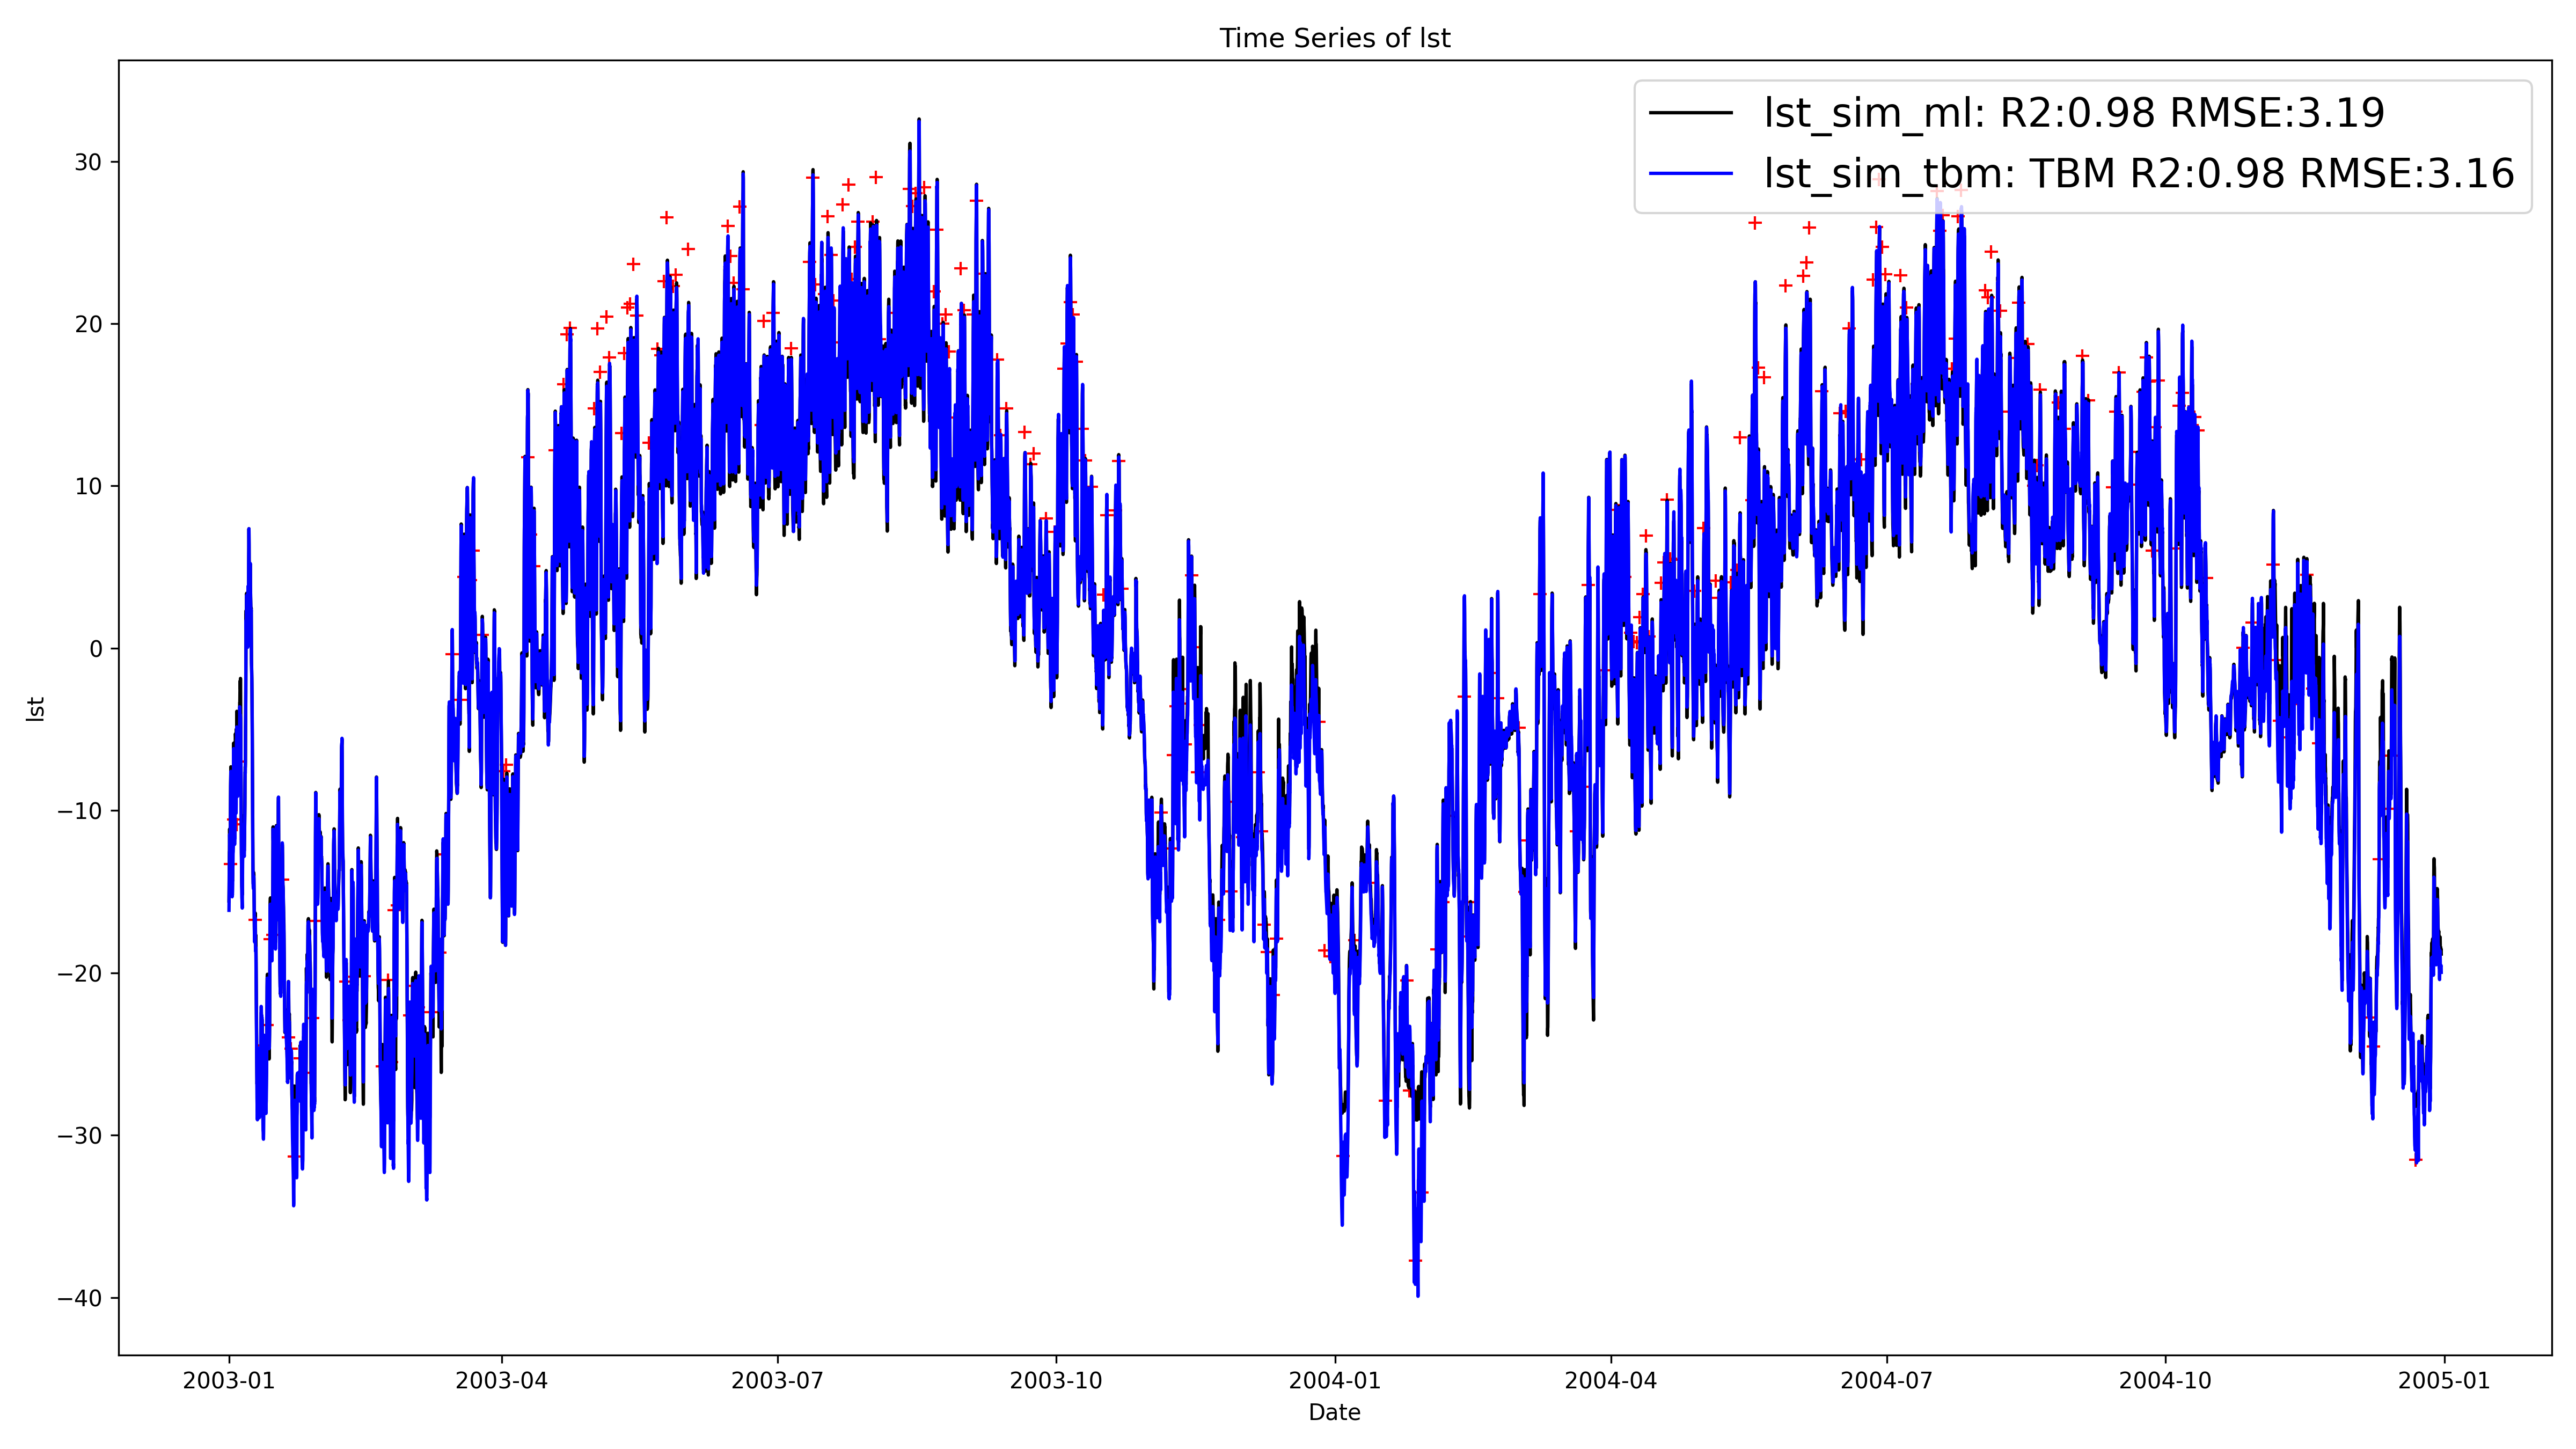 Time Series of lst
lst_sim_ml: R2:0.98 RMSE:3.19
lst_sim_tbm: TBM R2:0.98 RMSE:3.16
30
20
10
0
−10
−20
−30
−40
lst
2003-01 2003-04 2003-07 2003-10 2004-01 2004-04 2004-07 2004-10 2005-01
Date